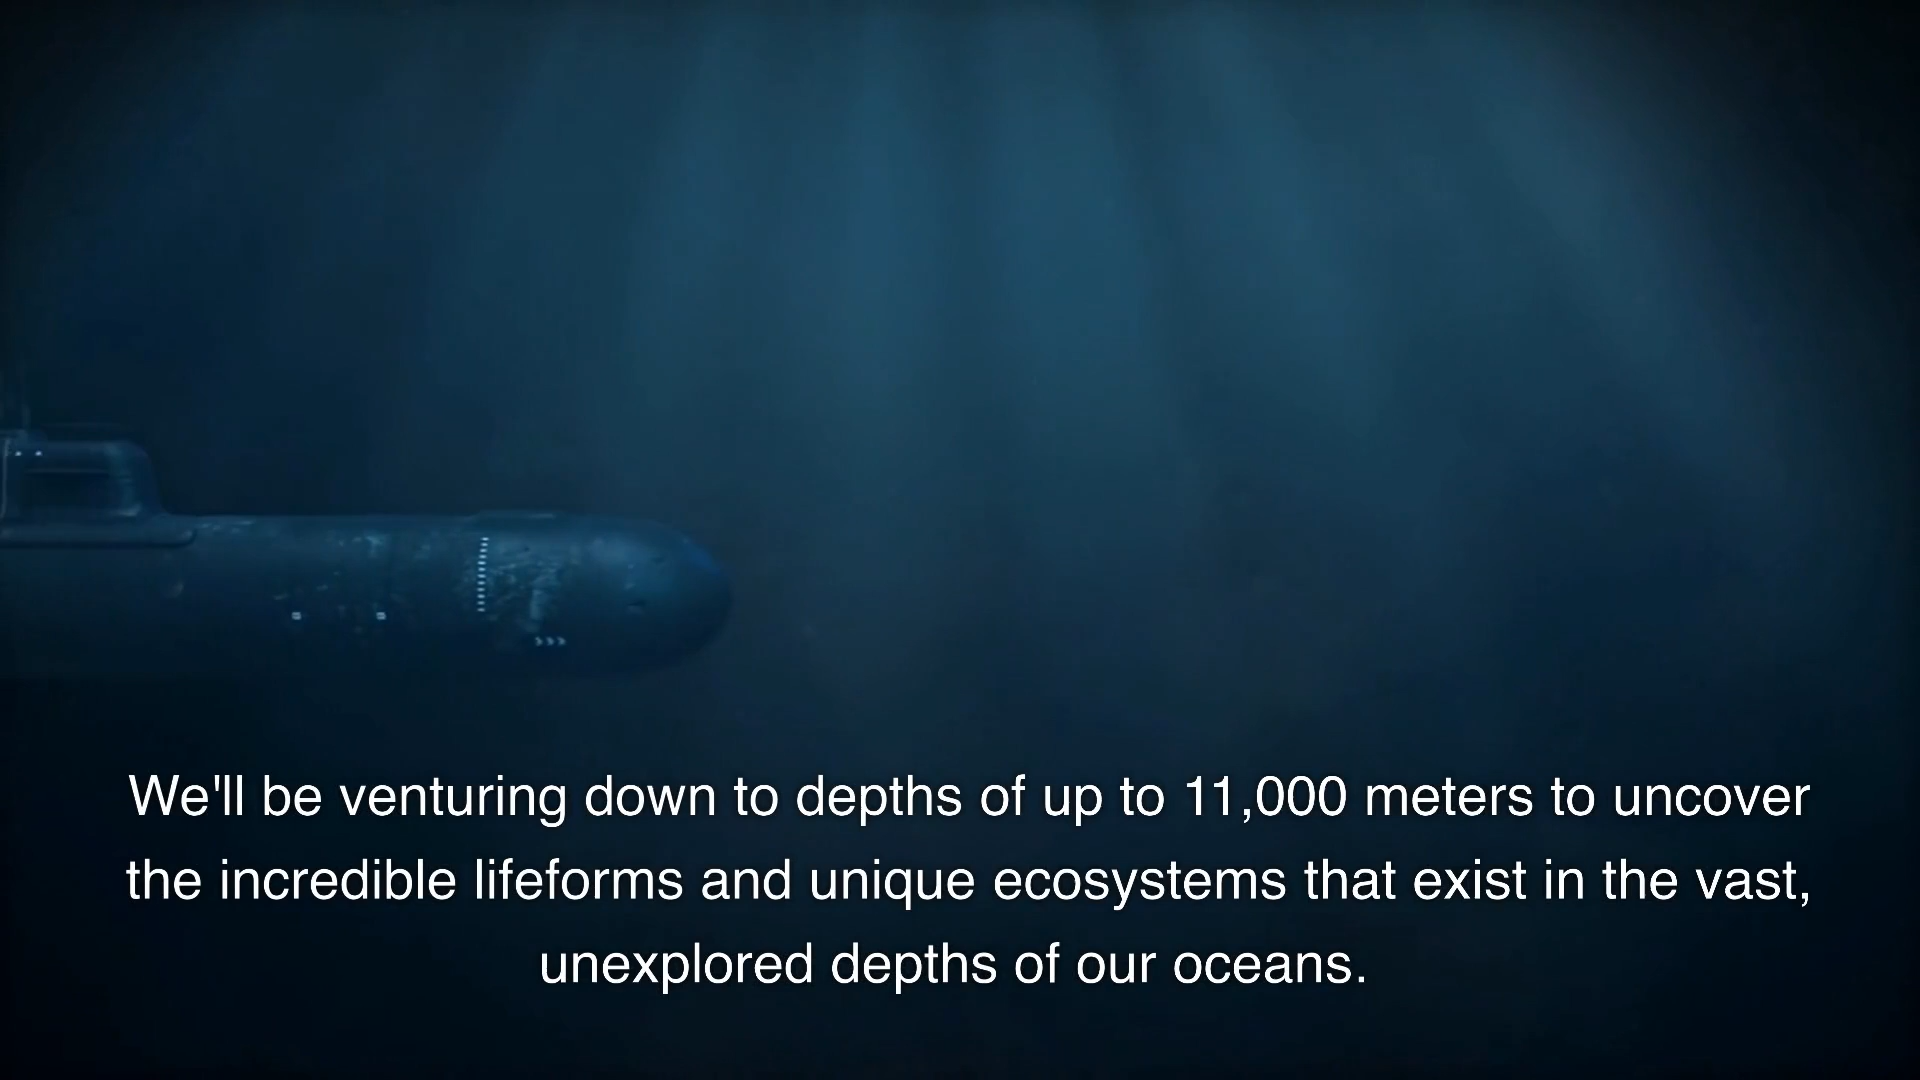 We'll be venturing down to depths of up to 11,000 meters to uncover
the incredible lifeforms and unique ecosystems that exist in the vast,
unexplored depths of our oceans.